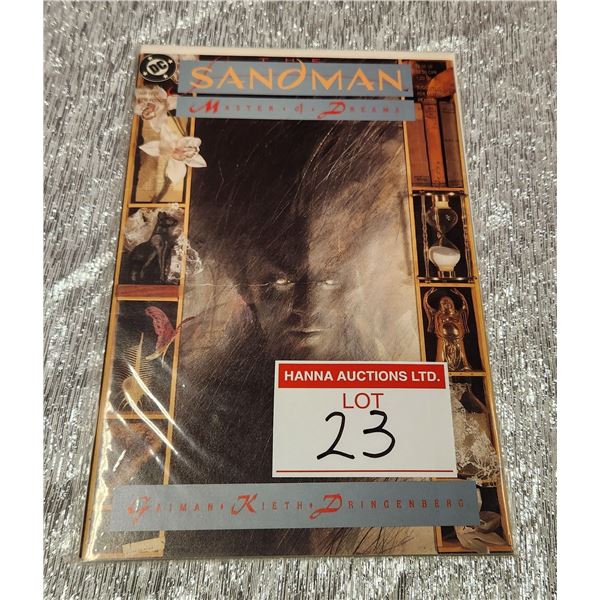 DC
THE
SANDMAN
MASTER of DREAMS
HANNA AUCTIONS LTD.
LOT
23
GAIMAN KIETH DRINGENBERG